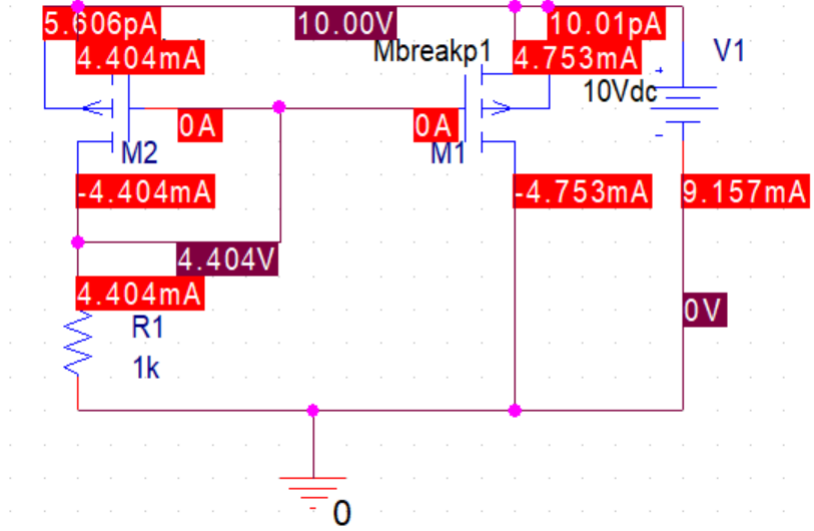 5.606pA
10.00V
10.01pA
4.404mA
Mbreakp1
4.753mA
V1
+
10Vdc
0A
0A
M2
M1
-
-4.404mA
-4.753mA
9.157mA
4.404V
4.404mA
0V
R1
1k
0